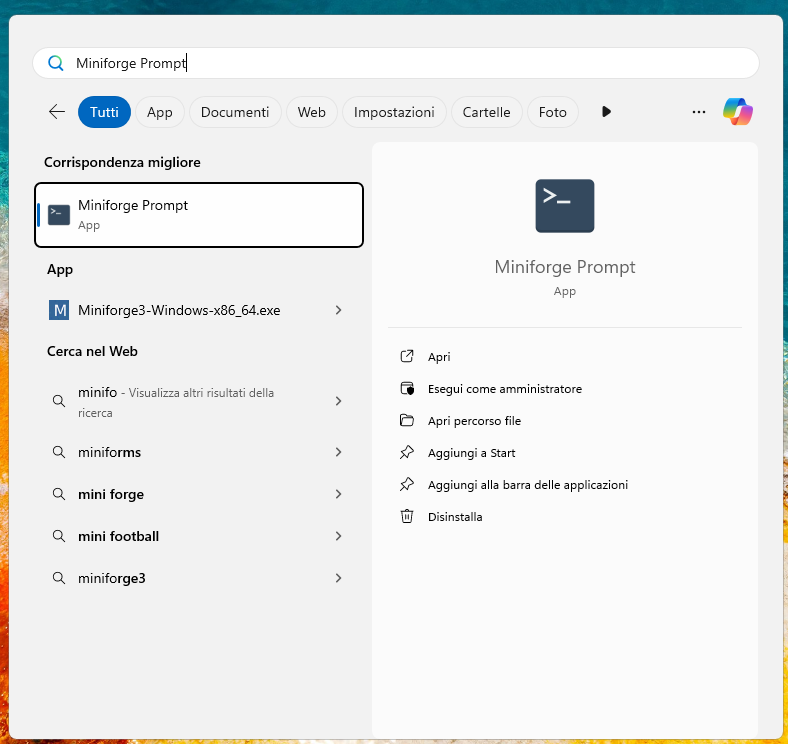 Miniforge Prompt
Tutti
App
Documenti
Web
Impostazioni
Cartelle
Foto
Corrispondenza migliore
Miniforge Prompt
App
App
Miniforge3-Windows-x86_64.exe
Cerca nel Web
minifo - Visualizza altri risultati della
ricerca
miniforms
mini forge
mini football
miniforge3
Miniforge Prompt
App
Apri
Esegui come amministratore
Apri percorso file
Aggiungi a Start
Aggiungi alla barra delle applicazioni
Disinstalla